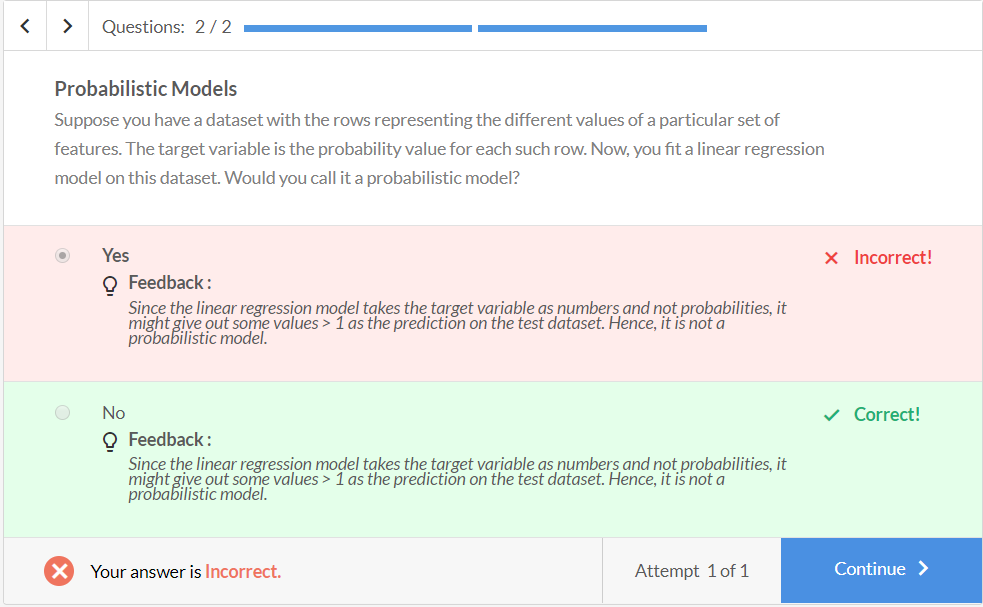 Questions: 2 / 2
Probabilistic Models
Suppose you have a dataset with the rows representing the different values of a particular set of
features. The target variable is the probability value for each such row. Now, you fit a linear regression
model on this dataset. Would you call it a probabilistic model?
Yes
Incorrect!
Feedback :
Since the linear regression model takes the target variable as numbers and not probabilities, it
might give out some values > 1 as the prediction on the test dataset. Hence, it is not a
probabilistic model.
No
Correct!
Feedback :
Since the linear regression model takes the target variable as numbers and not probabilities, it
might give out some values > 1 as the prediction on the test dataset. Hence, it is not a
probabilistic model.
Your answer is Incorrect.
Attempt 1 of 1
Continue